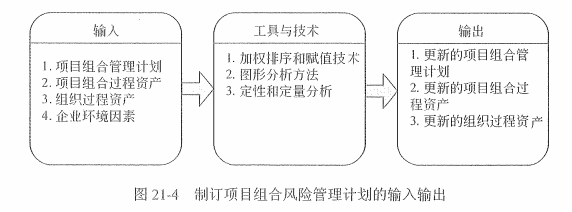 输入
1. 项目组合管理计划
2. 项目组合过程资产
3. 组织过程资产
4. 企业环境因素
工具与技术
1. 加权排序和赋值技术
2. 图形分析方法
3. 定性和定量分析
输出
1. 更新的项目组合管
理计划
2. 更新的项目组合过
程资产
3. 更新的组织过程资产
图 21-4 制订项目组合风险管理计划的输入输出